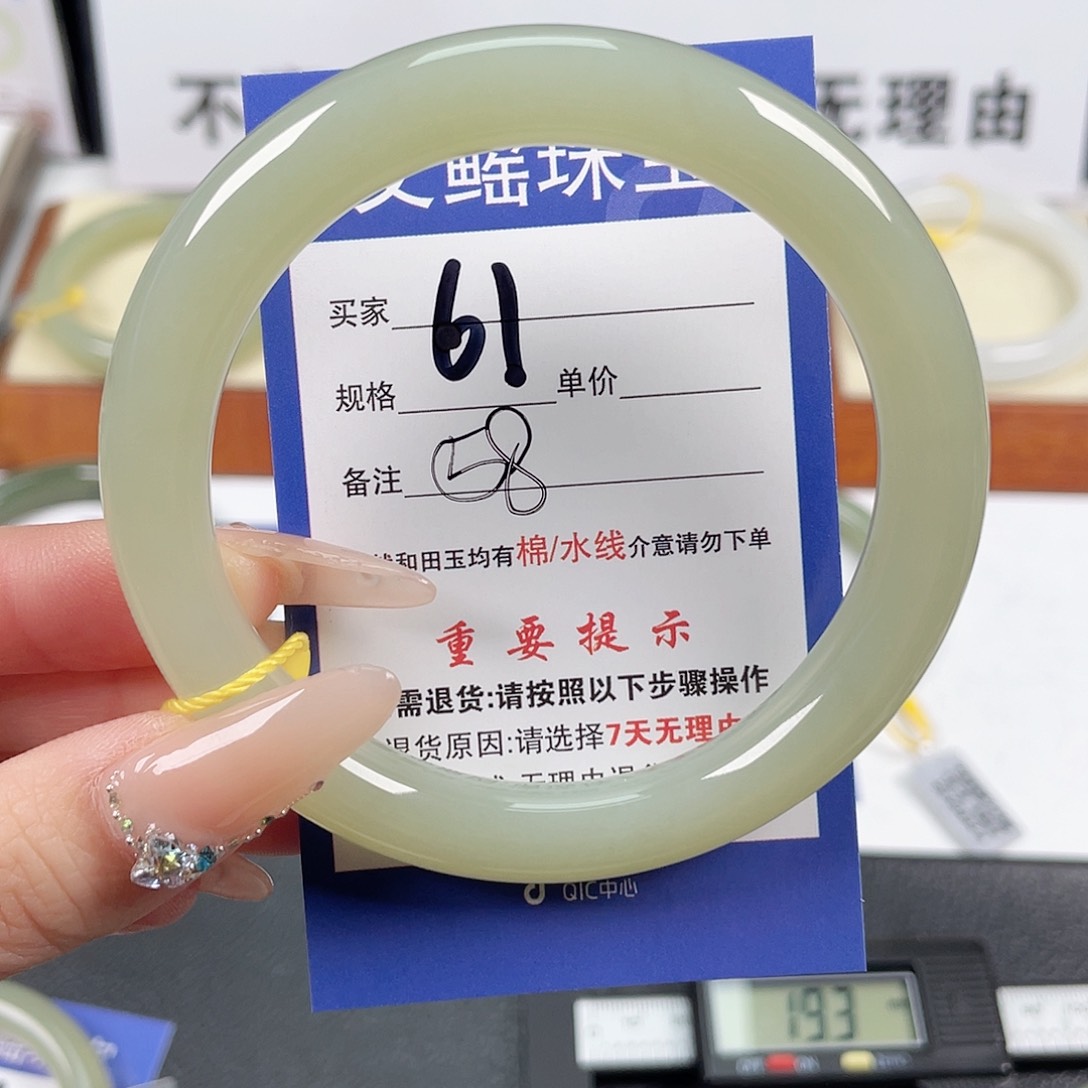 不
无理由
鳐珠
买家
61
规格 单价
58
备注
和田玉均有棉/水线介意请勿下单
重要提示
需退货:请按照以下步骤操作
退货原因:请选择7天无理由
QIC中心
193